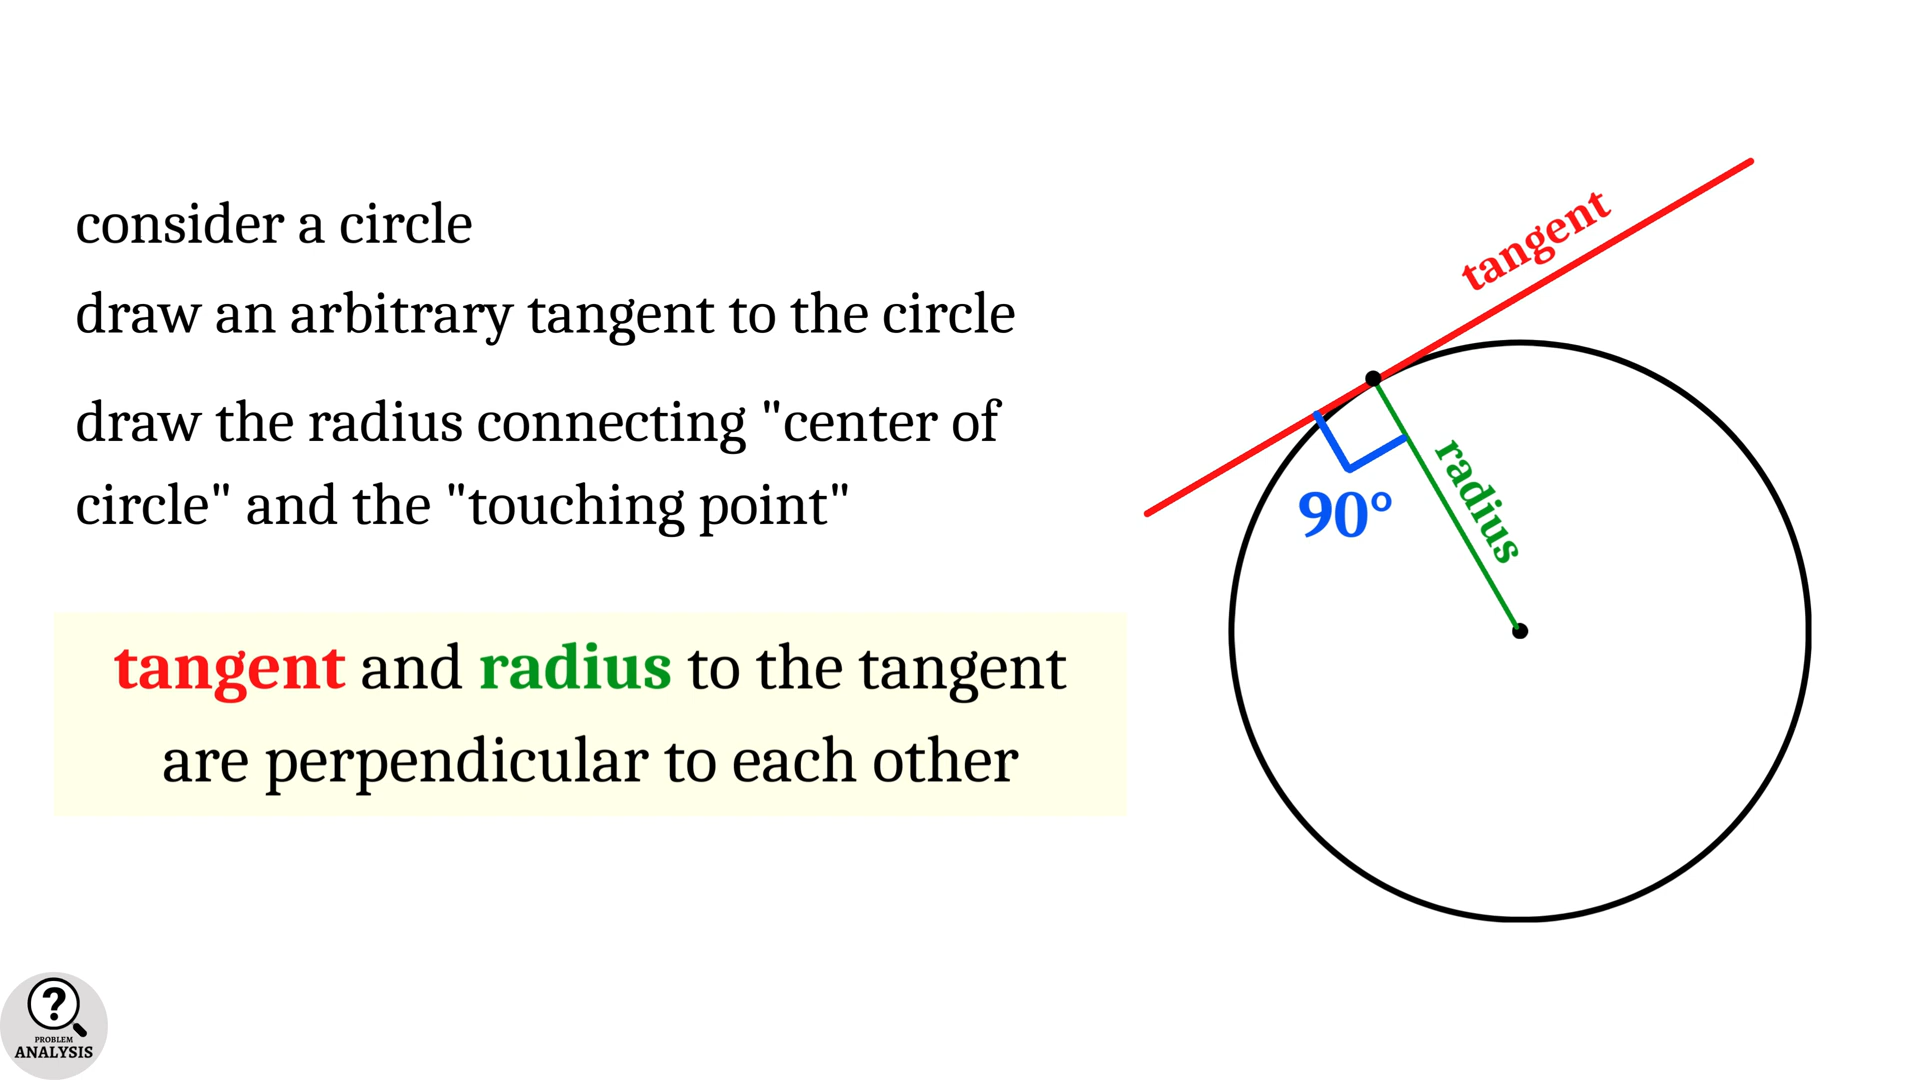 consider a circle
draw an arbitrary tangent to the circle
draw the radius connecting "center of
circle" and the "touching point"
tangent and radius to the tangent
are perpendicular to each other
tangent
radius
90°
?
PROBLEM
ANALYSIS